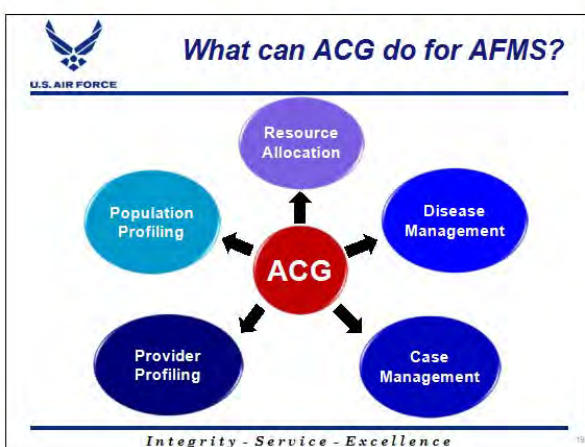 What can ACG do for AFMS?
U.S. AIR FORCE
Resource
Allocation
Population
Profiling
Disease
Management
ACG
Provider
Profiling
Case
Management
Integrity - Service - Excellence
19